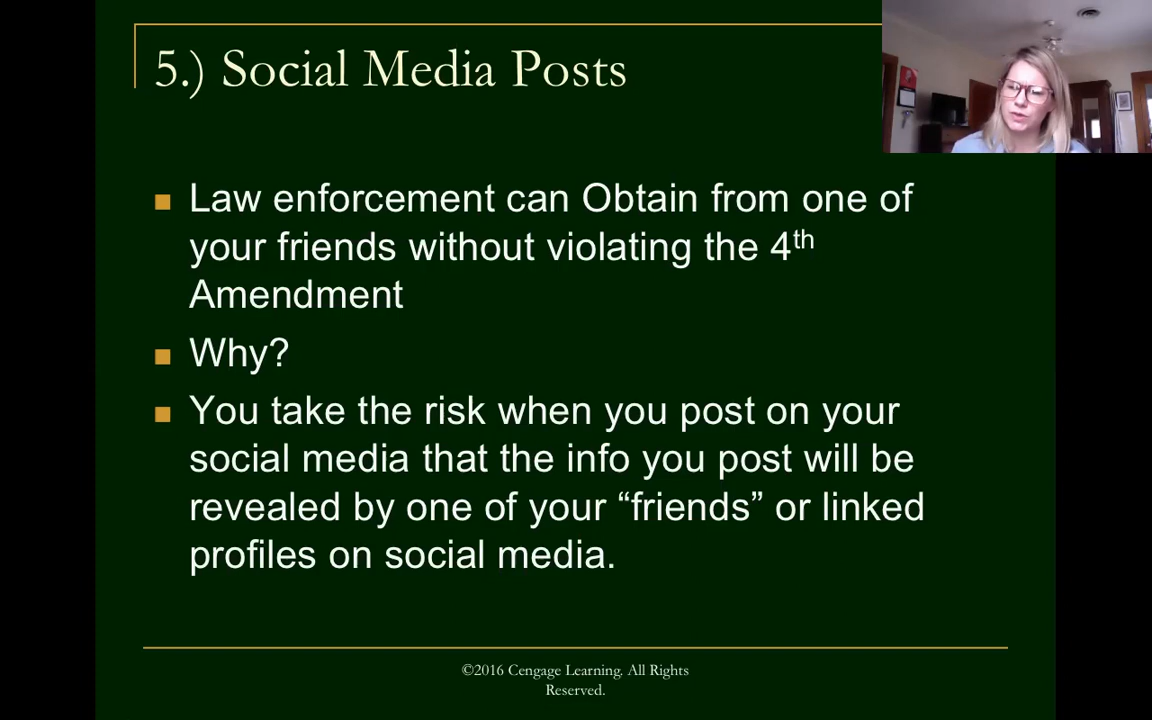 5.) Social Media Posts
Law enforcement can Obtain from one of
your friends without violating the 4th
Amendment
Why?
You take the risk when you post on your
social media that the info you post will be
revealed by one of your “friends” or linked
profiles on social media.
©2016 Cengage Learning. All Rights
Reserved.